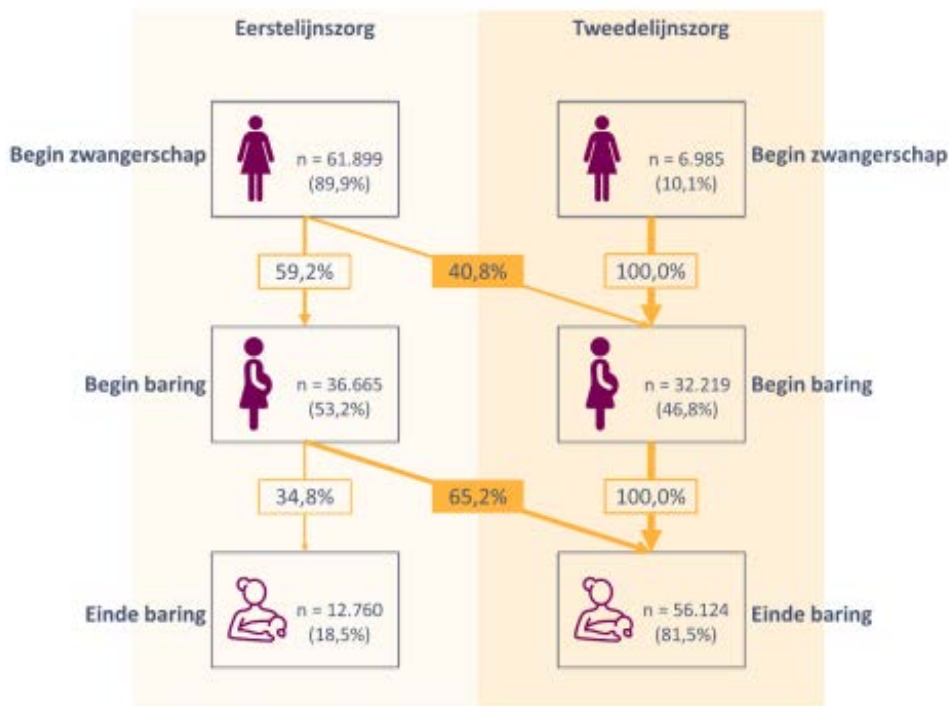 Eerstelijnszorg
Tweedelijnszorg
Begin zwangerschap
n = 61.899
(89,9%)
n = 6.985
(10,1%)
Begin zwangerschap
59,2%
40,8%
100,0%
Begin baring
n = 36.665
(53,2%)
n = 32.219
(46,8%)
Begin baring
34,8%
65,2%
100,0%
Einde baring
n = 12.760
(18,5%)
n = 56.124
(81,5%)
Einde baring